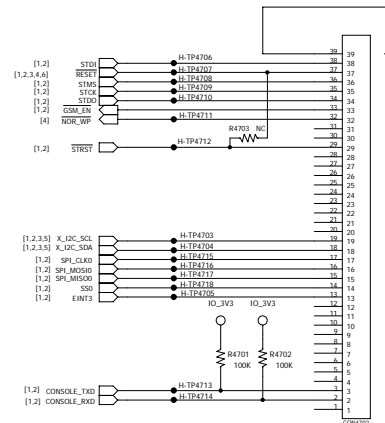 39 39
[1,2] STDI H-TP4706 38 38
[1,2,3,4,6] RESET H-TP4707 37 37
[1,2] STMS H-TP4708 36 36
[1,2] STCK H-TP4709 35 35
[1,2] STDO H-TP4710 34 34
[1,2] GSM_EN 33 33
[4] NOR_WP H-TP4711 32 32
31 31
R4703 NC 30 30
[1,2] STRST H-TP4712 29 29
28 28
27 27
26 26
25 25
24 24
23 23
22 22
21 21
20 20
[1,2,3,5] X_I2C_SCL H-TP4703 19 19
[1,2,3,5] X_I2C_SDA H-TP4704 18 18
[1,2] SPI_CLK0 H-TP4715 17 17
[1,2] SPI_MOSI0 H-TP4716 16 16
[1,2] SPI_MISO0 H-TP4717 15 15
[1,2] SS0 H-TP4718 14 14
[1,2] EINT3 H-TP4705 13 13
IO_3V3 IO_3V3 12 12
11 11
10 10
9 9
8 8
7 7
R4701 R4702 6 6
100K 100K 5 5
4 4
[1,2] CONSOLE_TXD H-TP4713 3 3
[1,2] CONSOLE_RXD H-TP4714 2 2
1 1